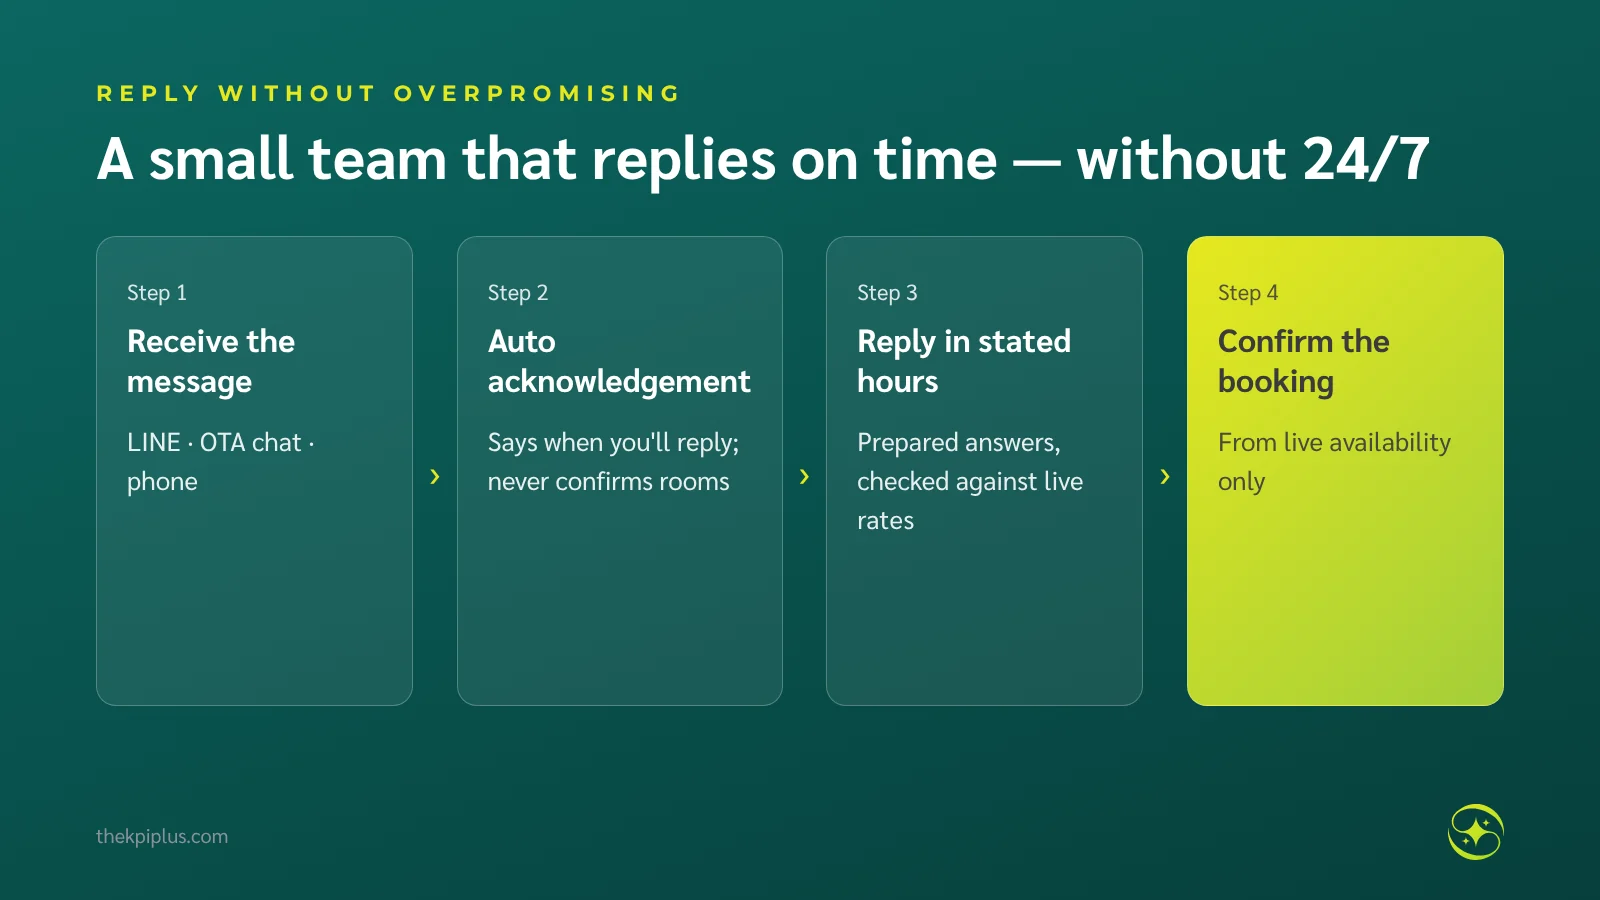 REPLY WITHOUT OVERPROMISING
A small team that replies on time — without 24/7
Step 1
Receive the
message
LINE · OTA chat ·
phone
›
Step 2
Auto
acknowledgement
Says when you'll reply;
never confirms rooms
›
Step 3
Reply in stated
hours
Prepared answers,
checked against live
rates
›
Step 4
Confirm the
booking
From live availability
only
thekpiplus.com